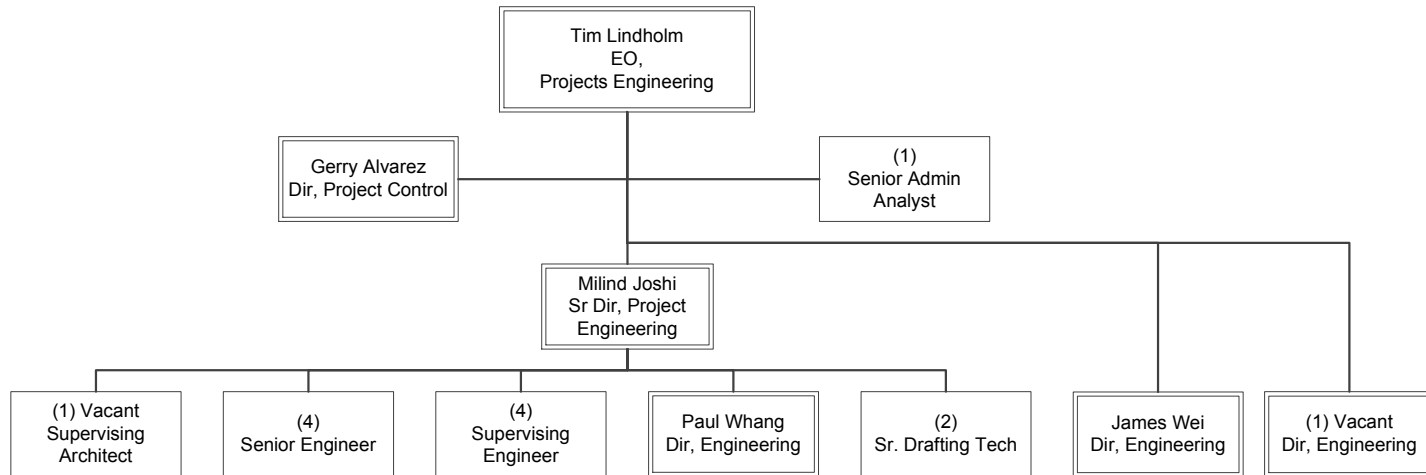 Tim Lindholm
EO,
Projects Engineering
Gerry Alvarez
Dir, Project Control
(1)
Senior Admin
Analyst
Milind Joshi
Sr Dir, Project
Engineering
(1) Vacant
Supervising
Architect
(4)
Senior Engineer
(4)
Supervising
Engineer
Paul Whang
Dir, Engineering
(2)
Sr. Drafting Tech
James Wei
Dir, Engineering
(1) Vacant
Dir, Engineering